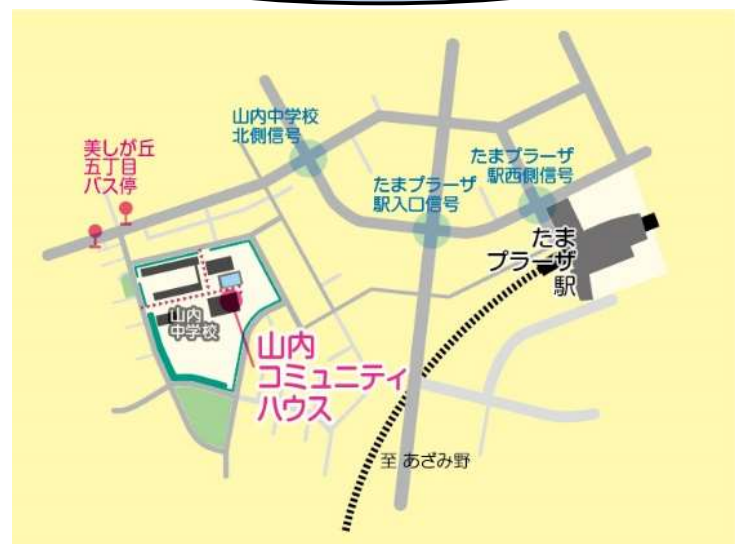 山内中学校
北側信号
美しが丘
五丁目
バス停
たまプラーザ
駅西側信号
たまプラーザ
駅入口信号
たま
プラーザ
駅
山内
中学校
山内
コミュニティ
ハウス
至 あざみ野